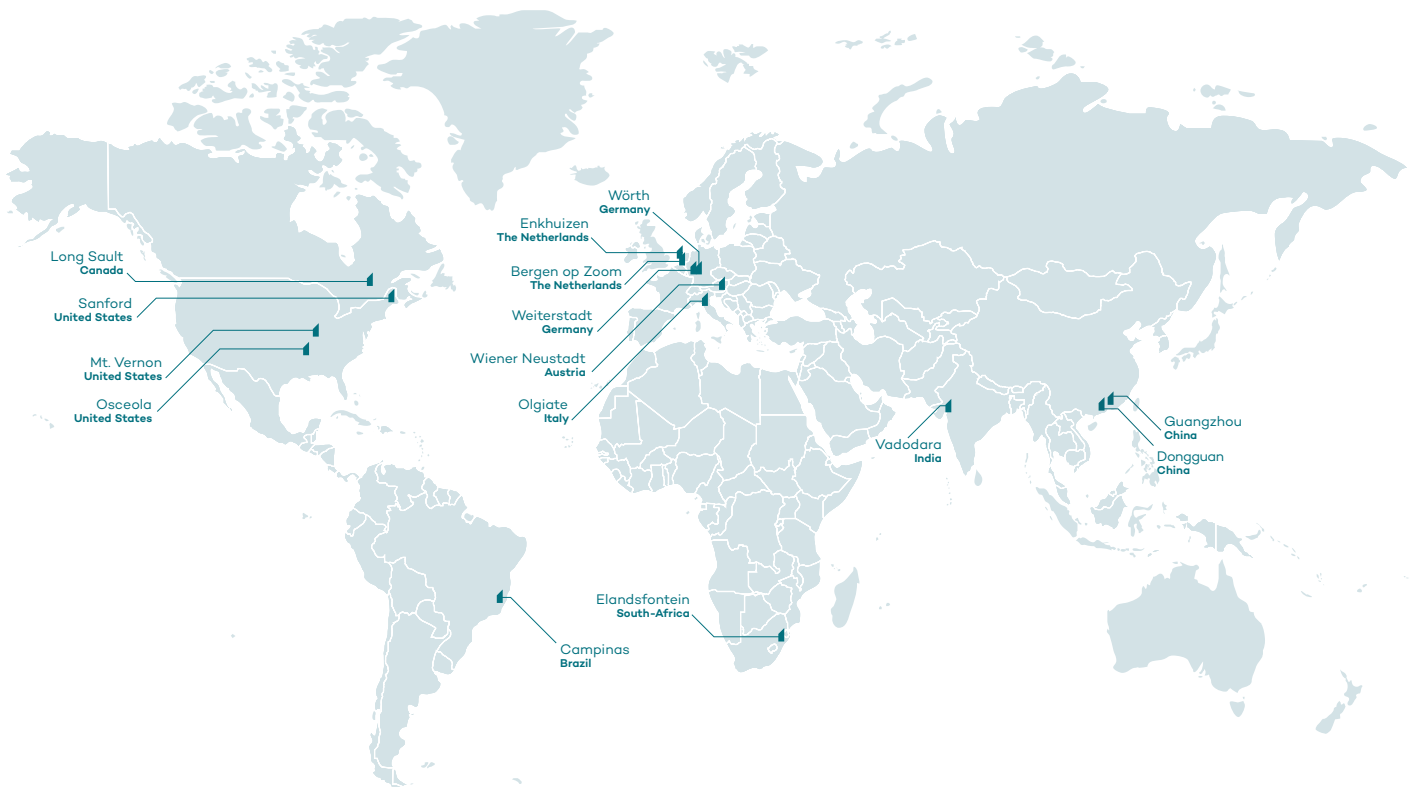 Wörth
Germany
Enkhuizen
The Netherlands
Long Sault
Canada
Bergen op Zoom
The Netherlands
Sanford
United States
Weiterstadt
Germany
Mt. Vernon
United States
Wiener Neustadt
Austria
Osceola
United States
Olgiate
Italy
Guangzhou
China
Vadodara
India
Dongguan
China
Elandsfontein
South-Africa
Campinas
Brazil